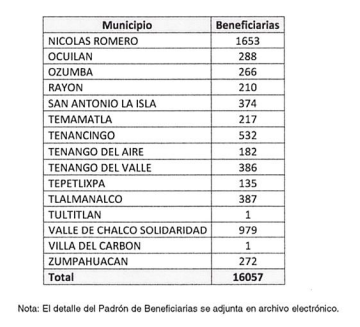 Municipio Beneficiarias
NICOLAS ROMERO 1653
OCUILAN 288
OZUMBA 266
RAYON 210
SAN ANTONIO LA ISLA 374
TEMAMATLA 217
TENANCINGO 532
TENANGO DEL AIRE 182
TENANGO DEL VALLE 386
TEPETLIXPA 135
TLALMANALCO 387
TULTITLAN 1
VALLE DE CHALCO SOLIDARIDAD 979
VILLA DEL CARBON 1
ZUMPAHUACAN 272
Total 16057
Nota: El detalle del Padrón de Beneficiarias se adjunta en archivo electrónico.